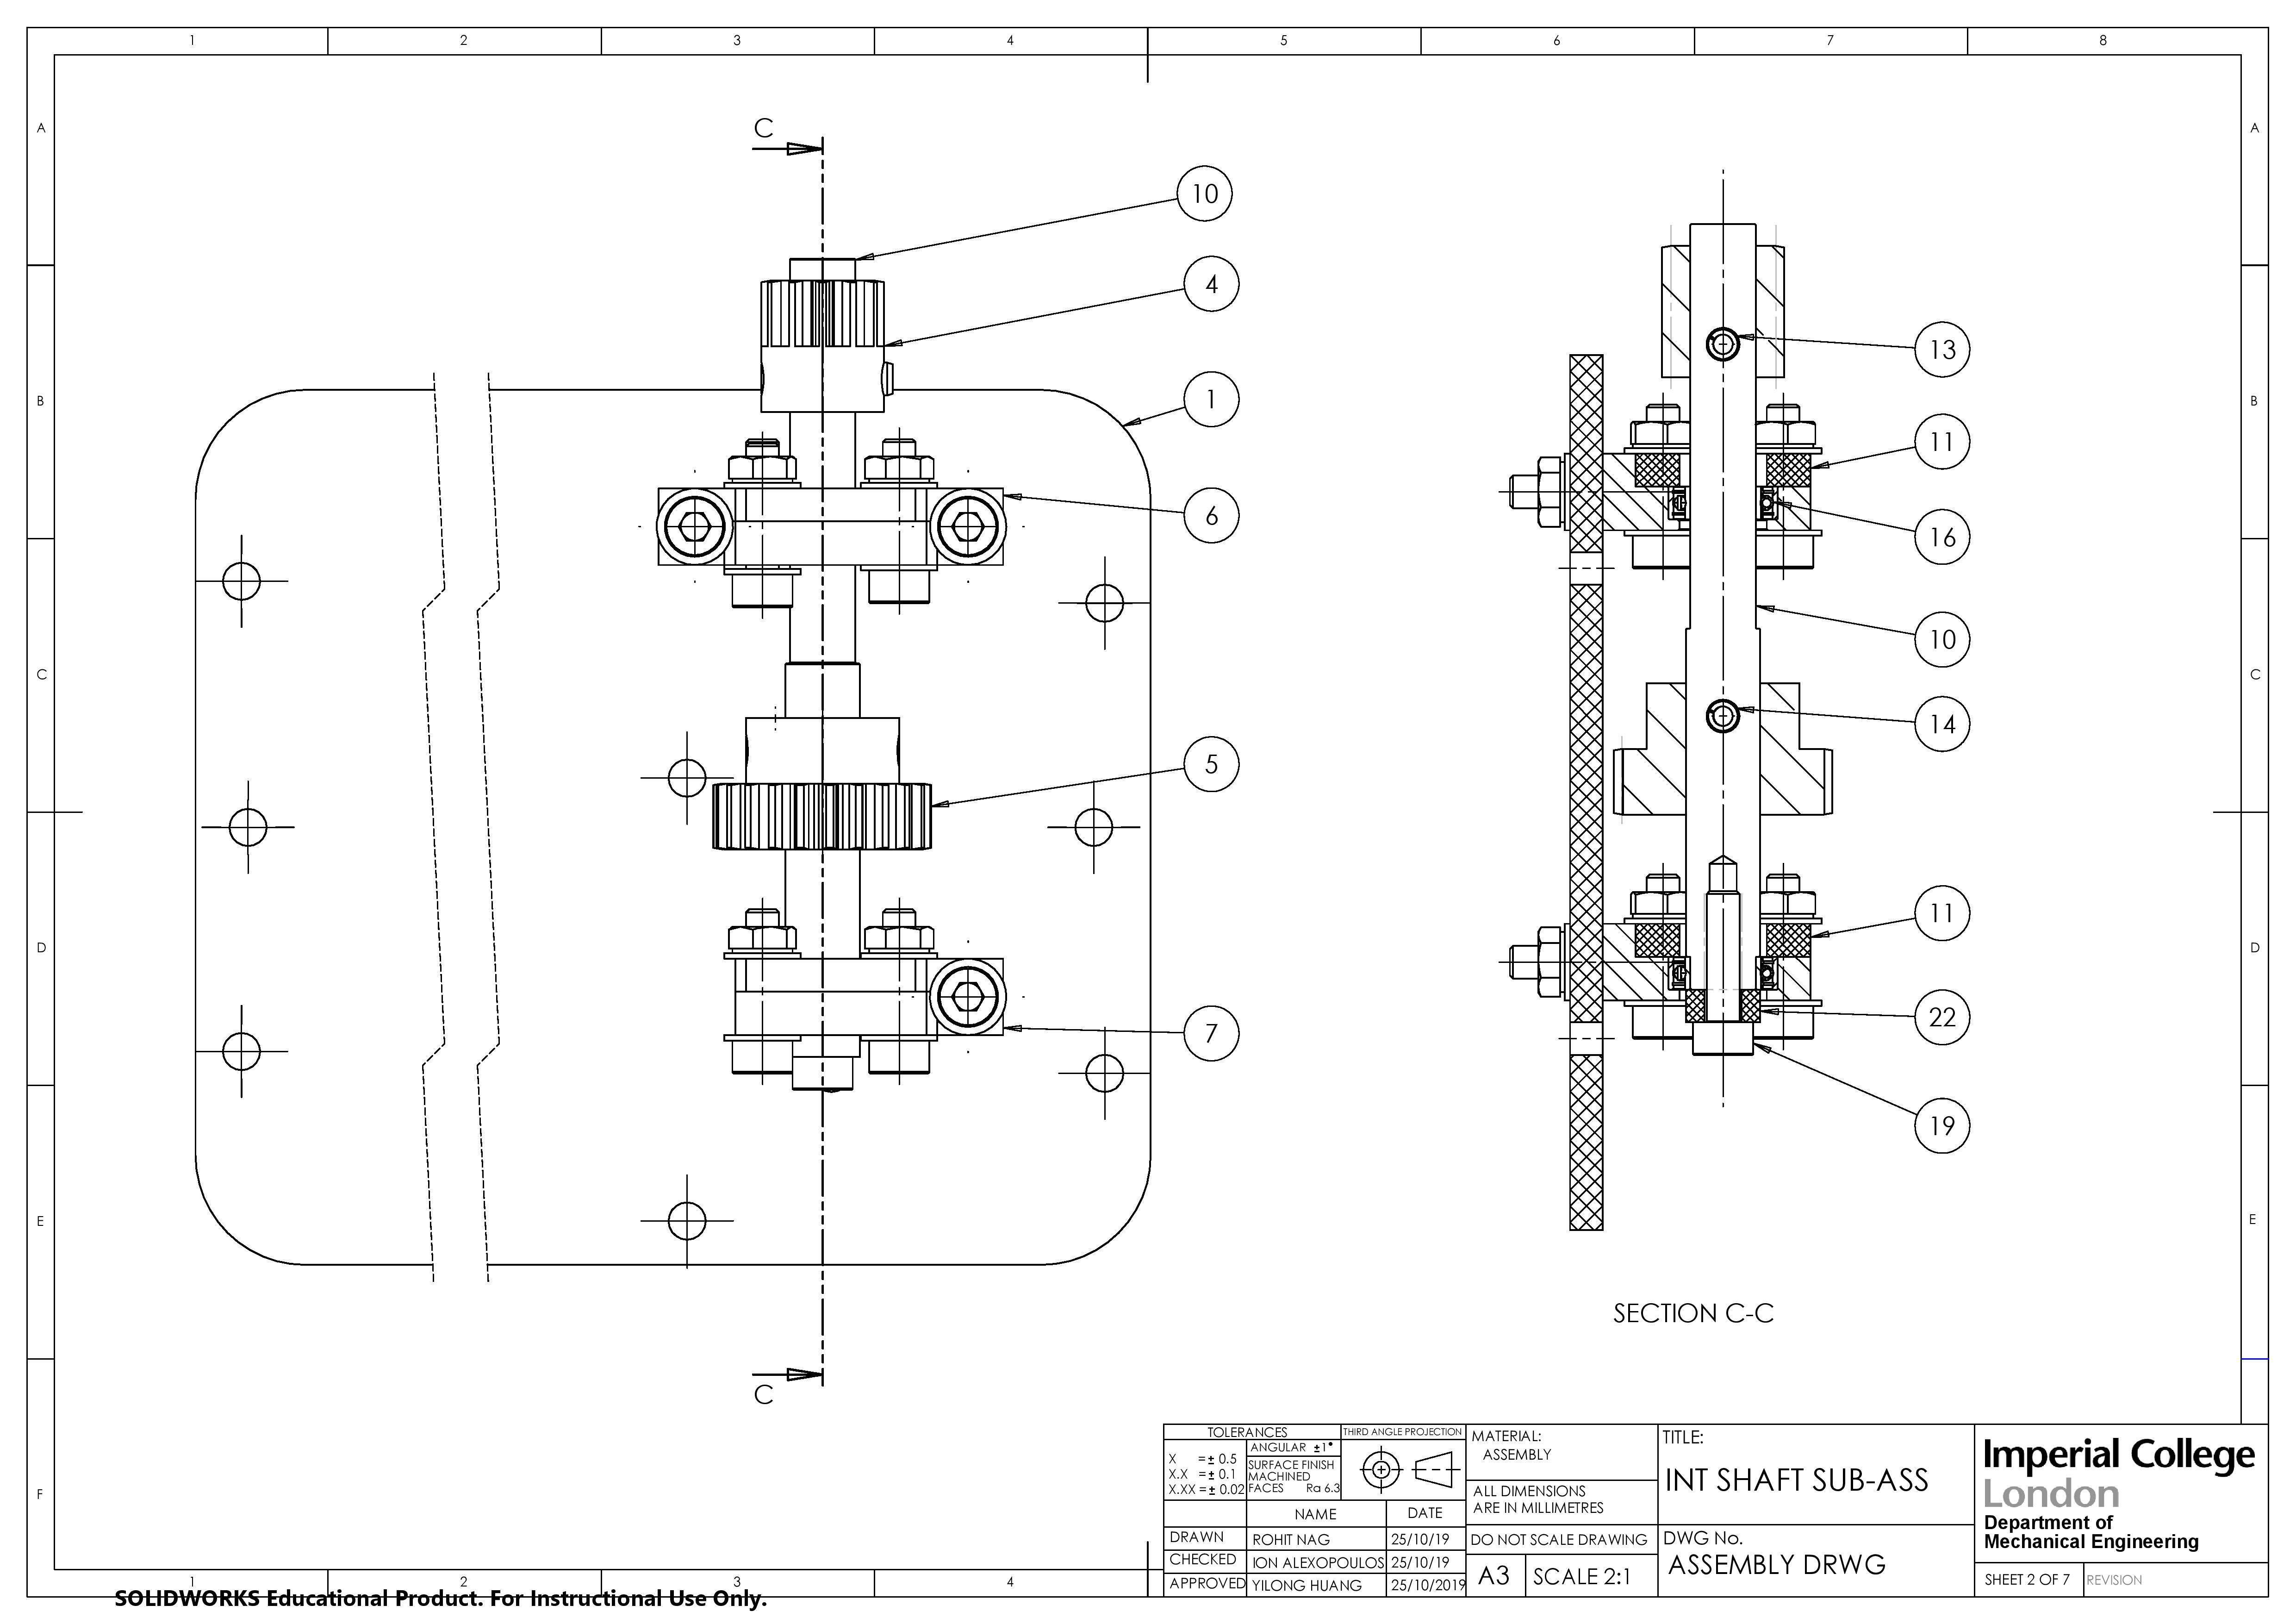 1 2 3 4 5 6 7 8
A A
C
10
4
13
1
B B
11
6
16
10
C C
14
5
11
D D
22
7
19
E E
SECTION C-C
C
TOLERANCES
X =± 0.5
X.X =± 0.1
X.XX =± 0.02
ANGULAR ±1°
SURFACE FINISH
MACHINED
FACES Ra 6.3
THIRD ANGLE PROJECTION
MATERIAL:
ASSEMBLY
ALL DIMENSIONS
ARE IN MILLIMETRES
TITLE:
INT SHAFT SUB-ASS
Imperial College
London
Department of
Mechanical Engineering
F
NAME DATE
DRAWN ROHIT NAG 25/10/19
CHECKED ION ALEXOPOULOS 25/10/19
APPROVED YILONG HUANG 25/10/2019
DO NOT SCALE DRAWING
A3 SCALE 2:1
DWG No.
ASSEMBLY DRWG
SHEET 2 OF 7 REVISION
1 2 3 4
SOLIDWORKS Educational Product. For Instructional Use Only.